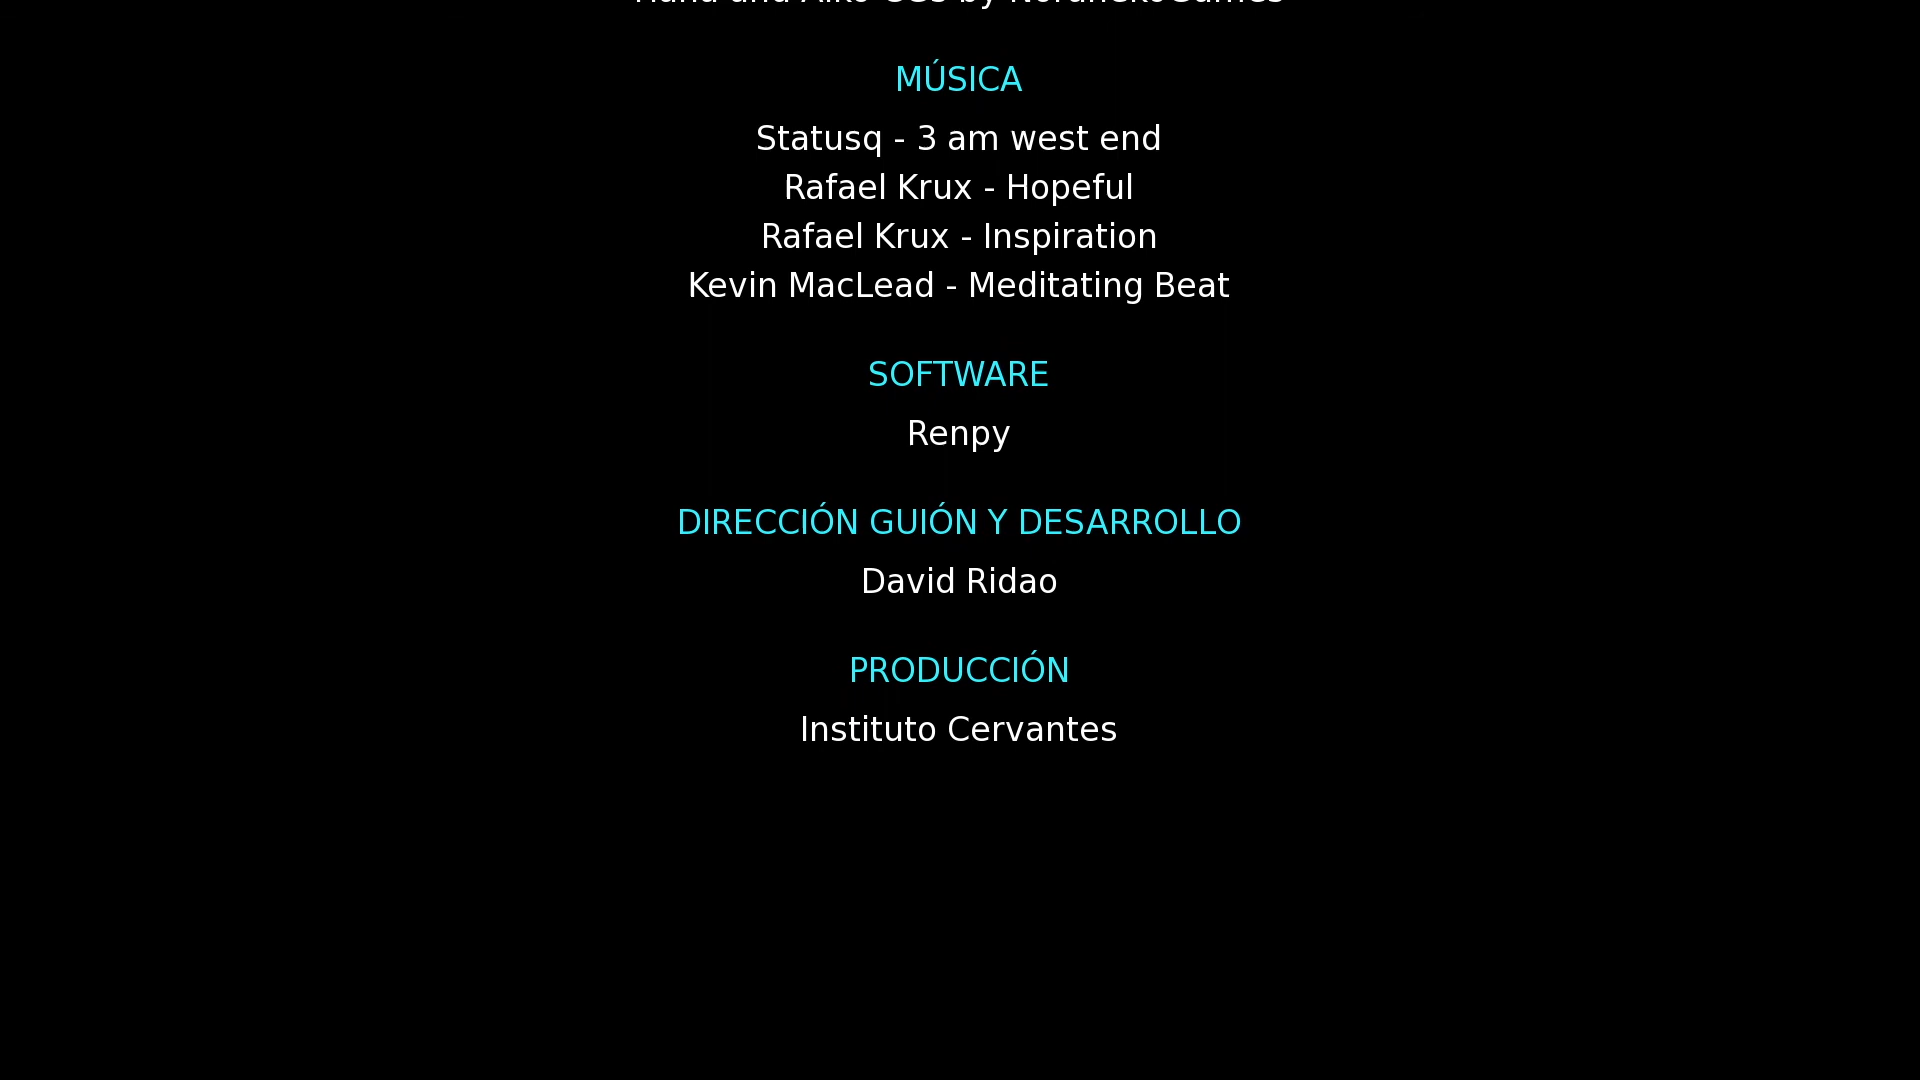 MÚSICA
Statusq - 3 am west end
Rafael Krux - Hopeful
Rafael Krux - Inspiration
Kevin MacLead - Meditating Beat
SOFTWARE
Renpy
DIRECCIÓN GUIÓN Y DESARROLLO
David Ridao
PRODUCCIÓN
Instituto Cervantes